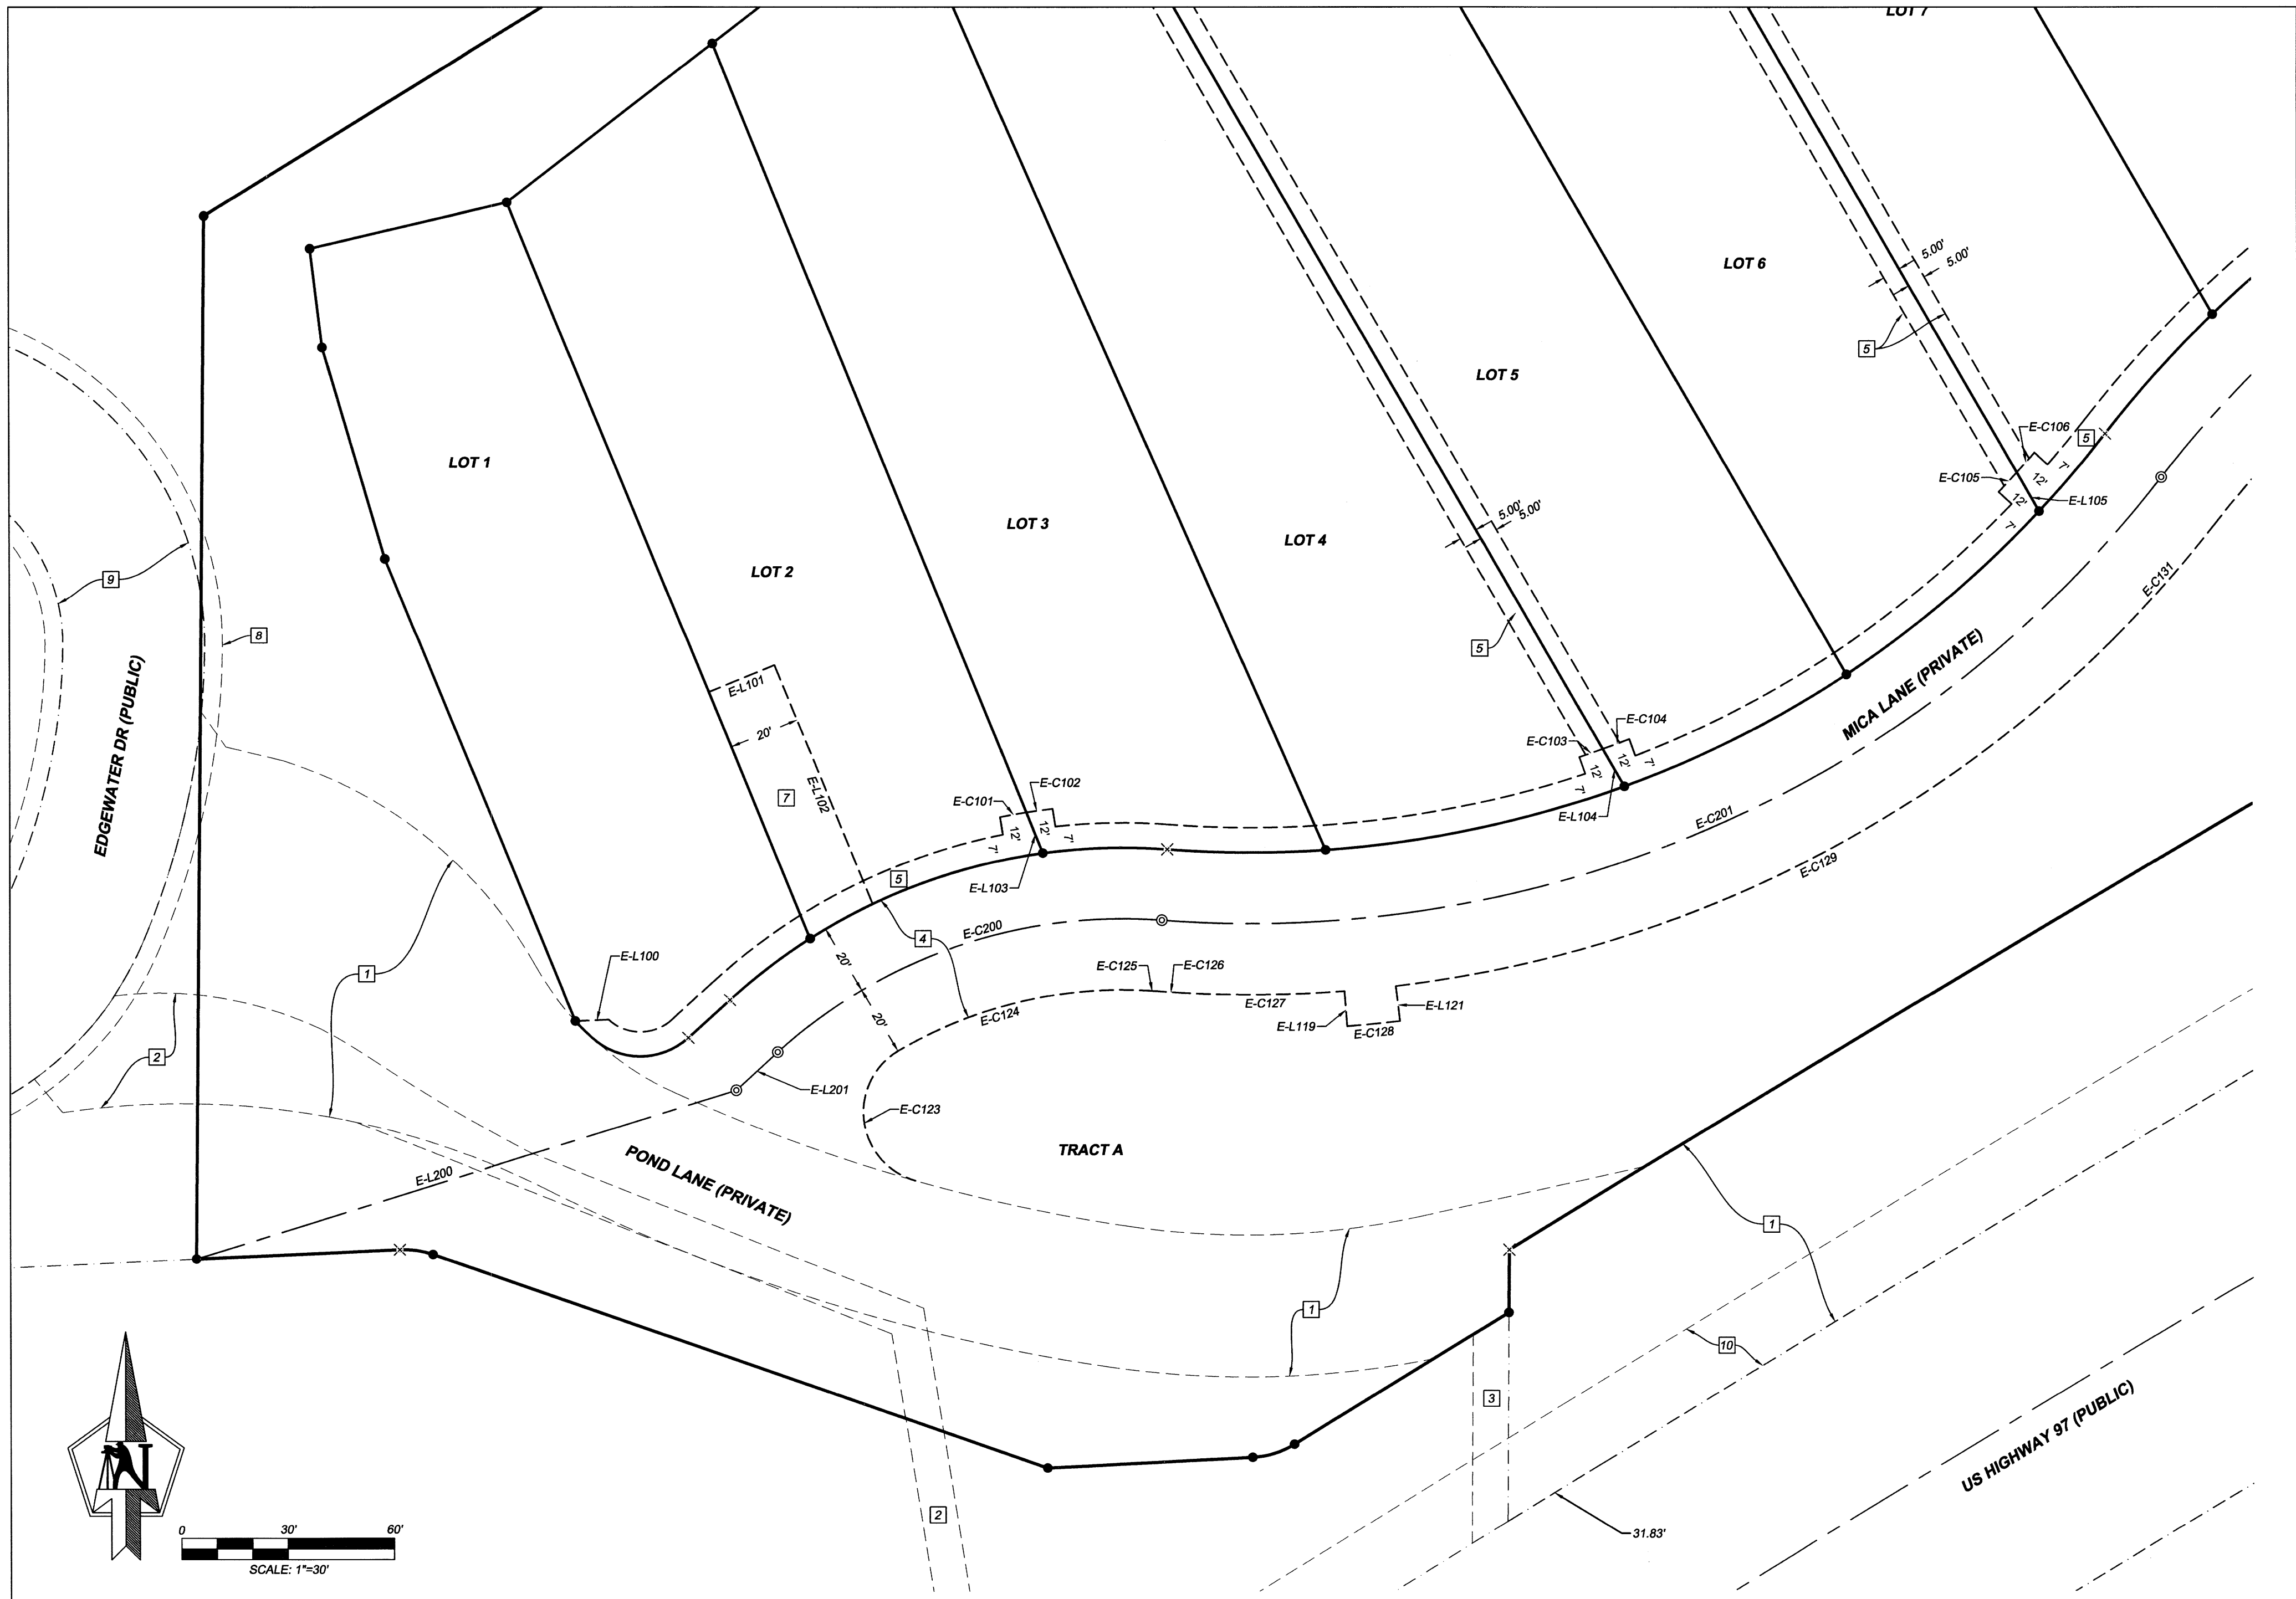 LOT 7
5.00'
5.00'
LOT 6
5
LOT 5
E-C106
5
7'
12'
E-C105
12'
E-L105
7'
LOT 1
LOT 3
LOT 4
5.00'
5.00'
9
LOT 2
E-C131
8
5
MICA LANE (PRIVATE)
EDGEWATER DR (PUBLIC)
E-L101
20'
E-C104
E-C103
12'
7'
12'
7'
E-L104
7
E-L102
E-C102
E-C101
12'
12'
7'
7'
E-L103
5
E-C201
E-C129
4
E-C200
E-L100
20'
20'
1
E-C125
E-C126
E-C127
E-C124
E-L119
E-C128
E-L121
2
E-L201
E-C123
TRACT A
POND LANE (PRIVATE)
E-L200
1
1
10
3
US HIGHWAY 97 (PUBLIC)
2
31.83'
N
0 30' 60'
SCALE: 1"=30'